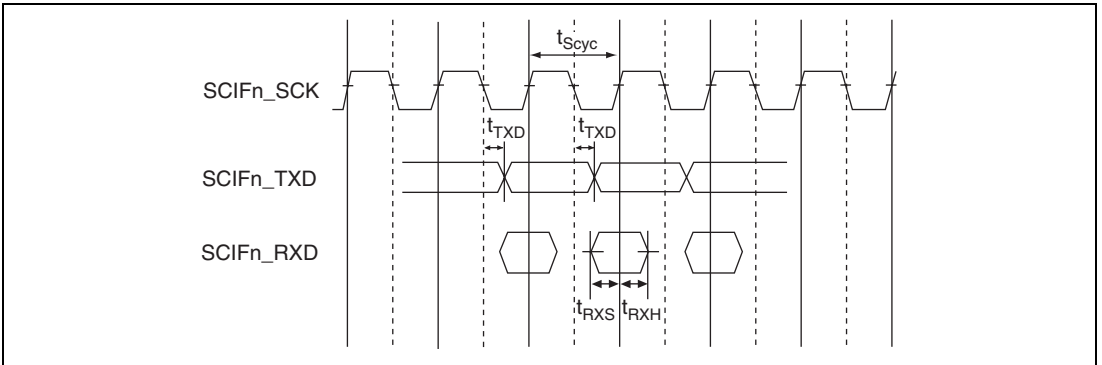 tScyc
SCIFn_SCK
tTXD tTXD
SCIFn_TXD
SCIFn_RXD
tRXS tRXH